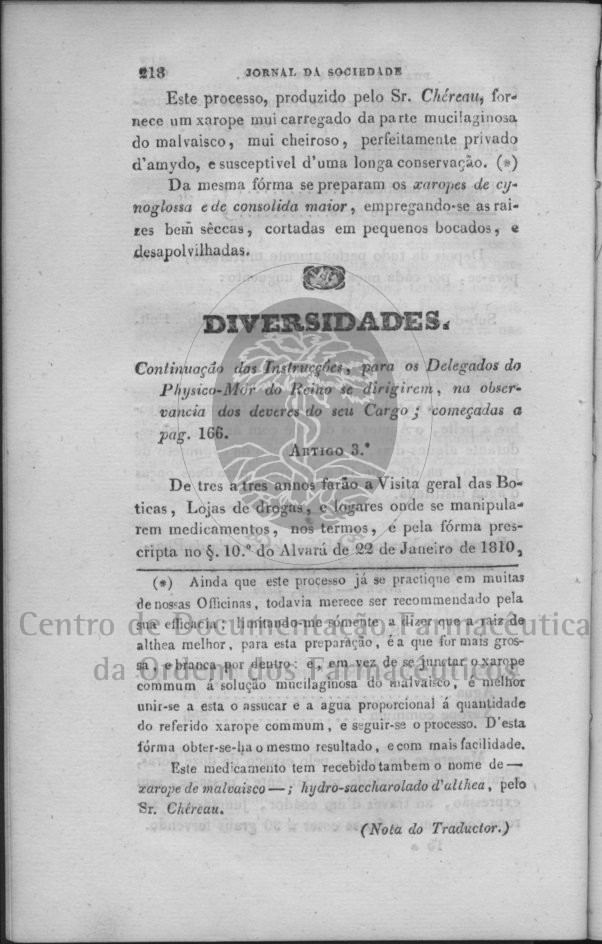 218 JORNAL DA SOCIEDADE
Este processo, produzido pelo Sr. Chéreau, for-
nece um xarope mui carregado da parte mucilaginosa
do malvaisco, mui cheiroso, perfeitamente privado
d'amydo, e susceptivel d'uma longa conservação. (*)
Da mesma fórma se preparam os xaropes de cy-
noglossa e de consolida maior, empregando-se as rai-
zes bem sêccas, cortadas em pequenos bocados, e
desapolvilhadas.
DIVERSIDADES.
Continuação das Instrucções, para os Delegados do
Physico-Mór do Reino se dirigirem, na obser-
vancia dos deveres do seu Cargo; começadas a
pag. 166.
ARTIGO 3.º
De tres a tres annos farão a Visita geral das Bo-
ticas, Lojas de drogas, e logares onde se manipula-
rem medicamentos, nos termos, e pela fórma pres-
cripta no §. 10.º do Alvará de 22 de Janeiro de 1810,
(*) Ainda que este processo já se practique em muitas
de nossas Officinas, todavia merece ser recommendado pela
sua efficacia: limitando-me sómente a dizer que a raiz de
althea melhor, para esta preparação, é a que for mais gros-
sa, e branca por dentro: e, em vez de se junctar o xarope
commum á solução mucilaginosa do malvaisco, é melhor
unir-se a esta o assucar e a agua proporcional á quantidade
do referido xarope commum, e seguir-se o processo. D'esta
fórma obter-se-ha o mesmo resultado, e com mais facilidade.
Este medicamento tem recebido tambem o nome de —
xarope de malvaisco —; hydro-saccharolado d'althea, pelo
Sr. Chéreau.
(Nota do Traductor.)
Centro de Documentação Farmacêutica
da Ordem dos Farmacêuticos